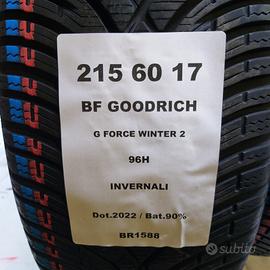 215 60 17
BF GOODRICH
G FORCE WINTER 2
96H
INVERNALI
Dot.2022 / Bat.90%
BR1588
subito